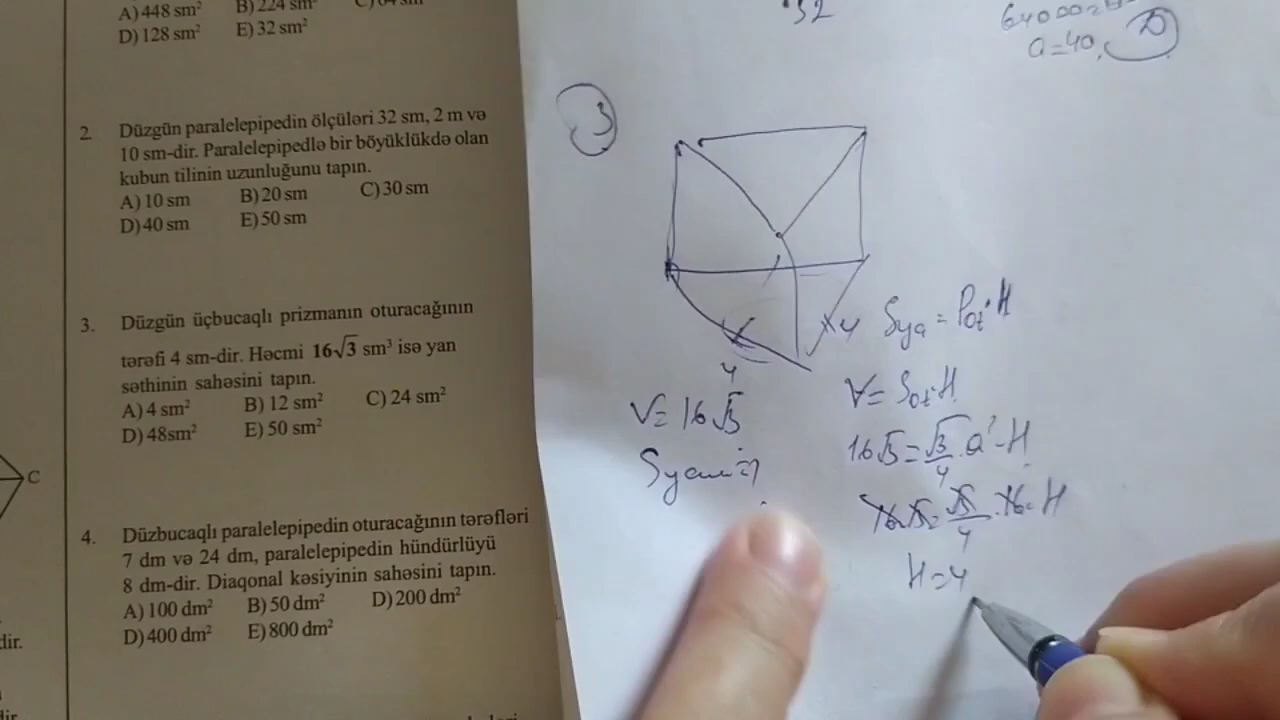 A) 448 sm² B) 224 sm²
D) 128 sm² E) 32 sm²
2. Düzgün paralelepipedin ölçüləri 32 sm, 2 m və
10 sm-dir. Paralelepipedlə bir böyüklükdə olan
kubun tilinin uzunluğunu tapın.
A) 10 sm B) 20 sm C) 30 sm
D) 40 sm E) 50 sm
3. Düzgün üçbucaqlı prizmanın oturacağının
tərəfi 4 sm-dir. Həcmi 16√3 sm³ isə yan
səthinin sahəsini tapın.
A) 4 sm² B) 12 sm² C) 24 sm²
D) 48sm² E) 50 sm²
4. Düzbucaqlı paralelepipedin oturacağının tərəfləri
7 dm və 24 dm, paralelepipedin hündürlüyü
8 dm-dir. Diaqonal kəsiyinin sahəsini tapın.
A) 100 dm² B) 50 dm² D) 200 dm²
D) 400 dm² E) 800 dm²
C
dir.
32
a=40, D
3
4
4
V=16√3
Sya = Pot·H
V= Sot·H
16√3=√3/4·a²·H
16√3=√3/4·16·H
H=4